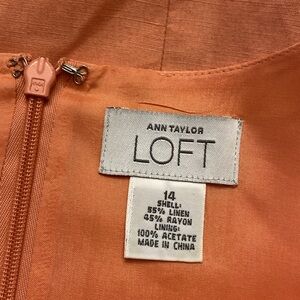 ANN TAYLOR
LOFT
14
SHELL:
55% LINEN
45% RAYON
LINING:
100% ACETATE
MADE IN CHINA